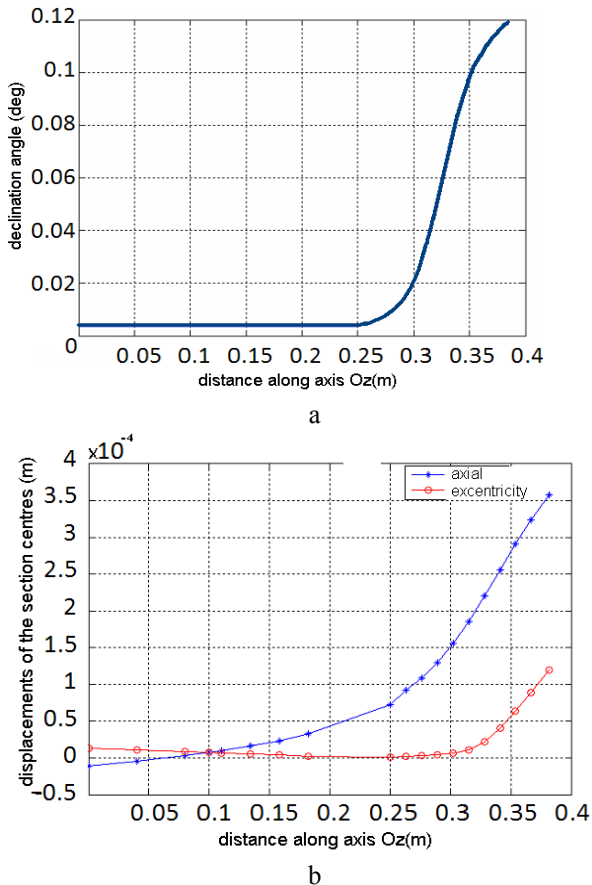 0.12
0.1
0.08
0.06
0.04
0.02
0
declination angle (deg)
0.05 0.1 0.15 0.2 0.25 0.3 0.35 0.4
distance along axis Oz(m)
a
x10-4
4
3.5
3
2.5
2
1.5
1
0.5
0
−0.5
displacements of the section centres (m)
axial
excentricity
0.05 0.1 0.15 0.2 0.25 0.3 0.35 0.4
distance along axis Oz(m)
b